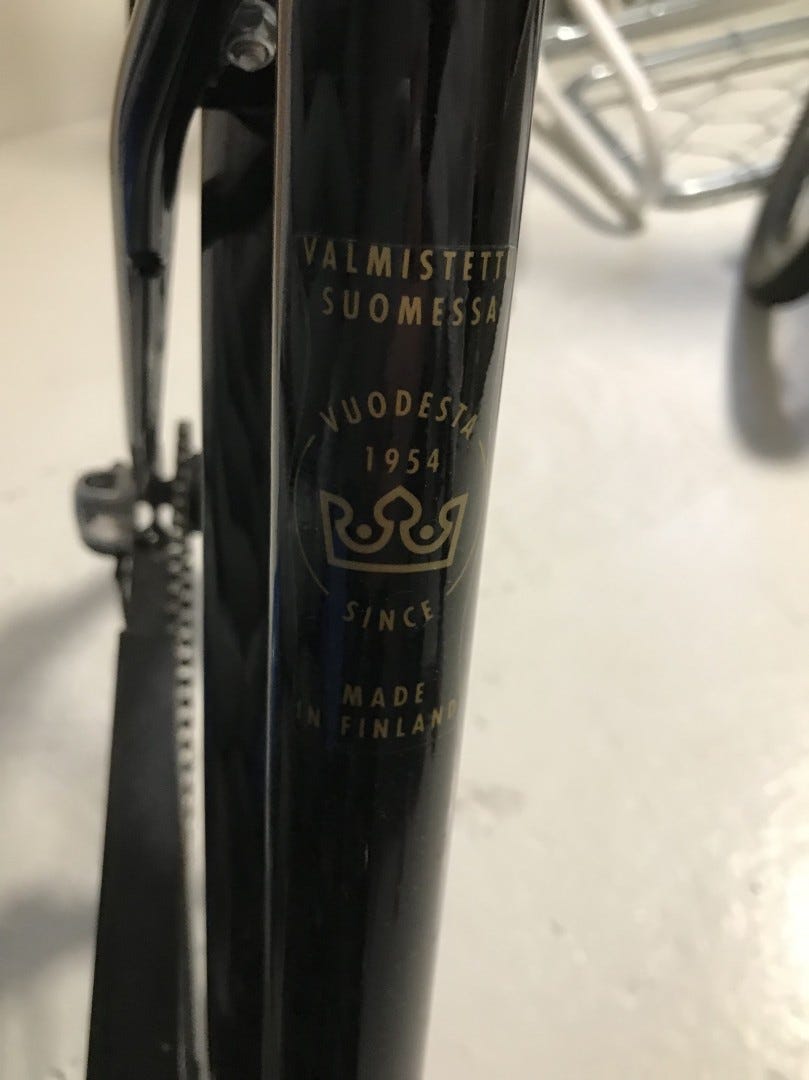 VALMISTETTU
SUOMESSA
VUODESTA
1954
SINCE
MADE
IN FINLAND